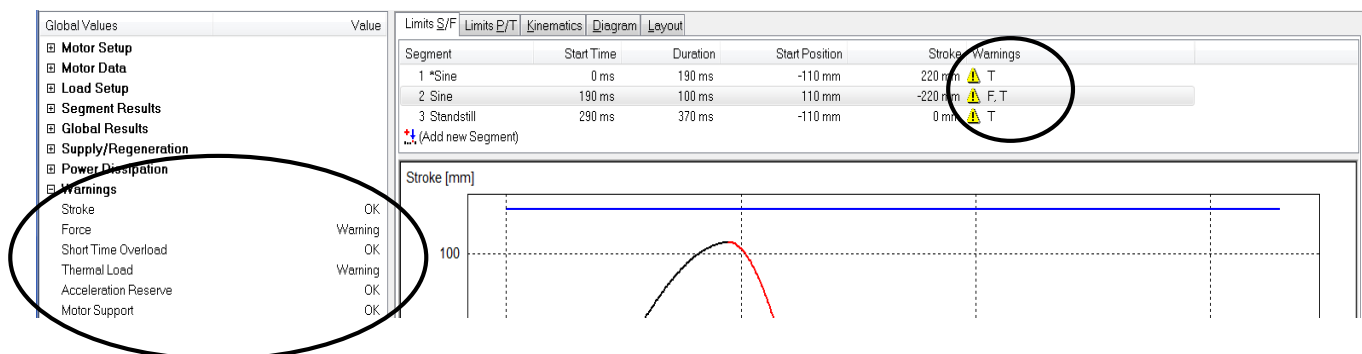 Global Values Value
Motor Setup
Motor Data
Load Setup
Segment Results
Global Results
Supply/Regeneration
Power Dissipation
Warnings
Stroke OK
Force Warning
Short Time Overload OK
Thermal Load Warning
Acceleration Reserve OK
Motor Support OK
Limits S/F Limits P/T Kinematics Diagram Layout
Segment Start Time Duration Start Position Stroke Warnings
1 *Sine 0 ms 190 ms -110 mm 220 mm T
2 Sine 190 ms 100 ms 110 mm -220 mm F, T
3 Standstill 290 ms 370 ms -110 mm 0 mm T
(Add new Segment)
Stroke [mm]
100